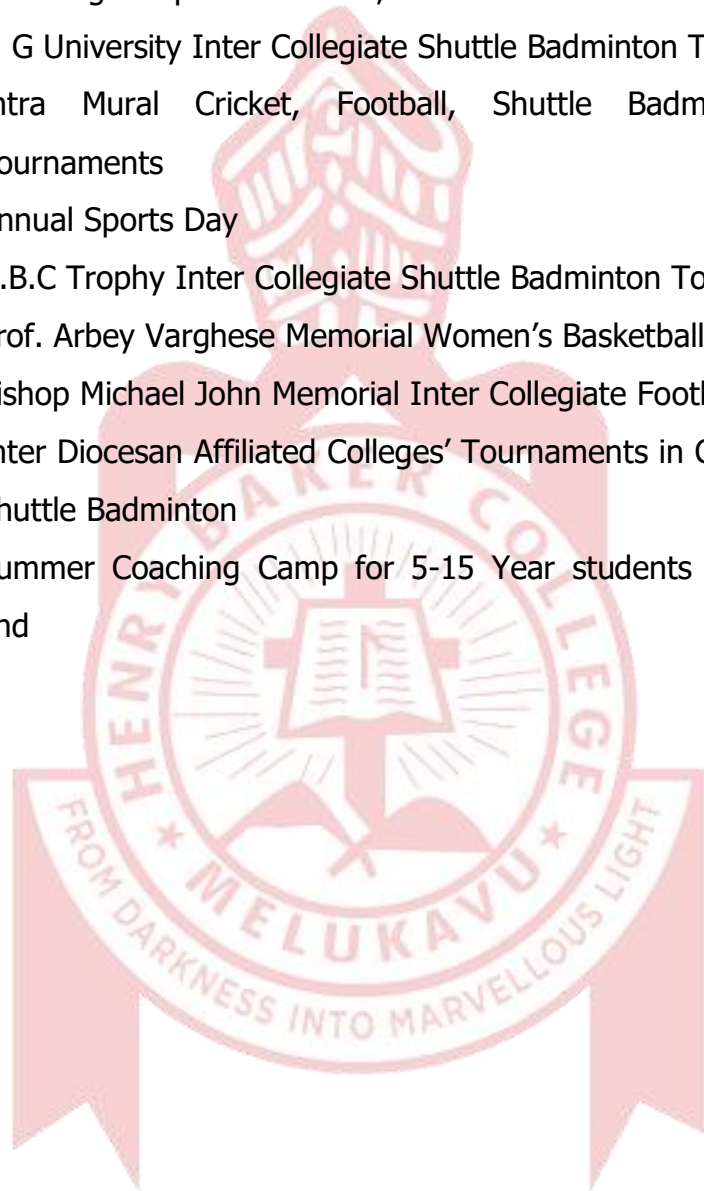 G University Inter Collegiate Shuttle Badminton T
ntra Mural Cricket, Football, Shuttle Badm
ournaments
nnual Sports Day
.B.C Trophy Inter Collegiate Shuttle Badminton To
rof. Arbey Varghese Memorial Women's Basketball
ishop Michael John Memorial Inter Collegiate Footl
nter Diocesan Affiliated Colleges' Tournaments in C
huttle Badminton
ummer Coaching Camp for 5-15 Year students
nd
HENRY BAKER COLLEGE
MELUKAVU
FROM DARKNESS INTO MARVELLOUS LIGHT